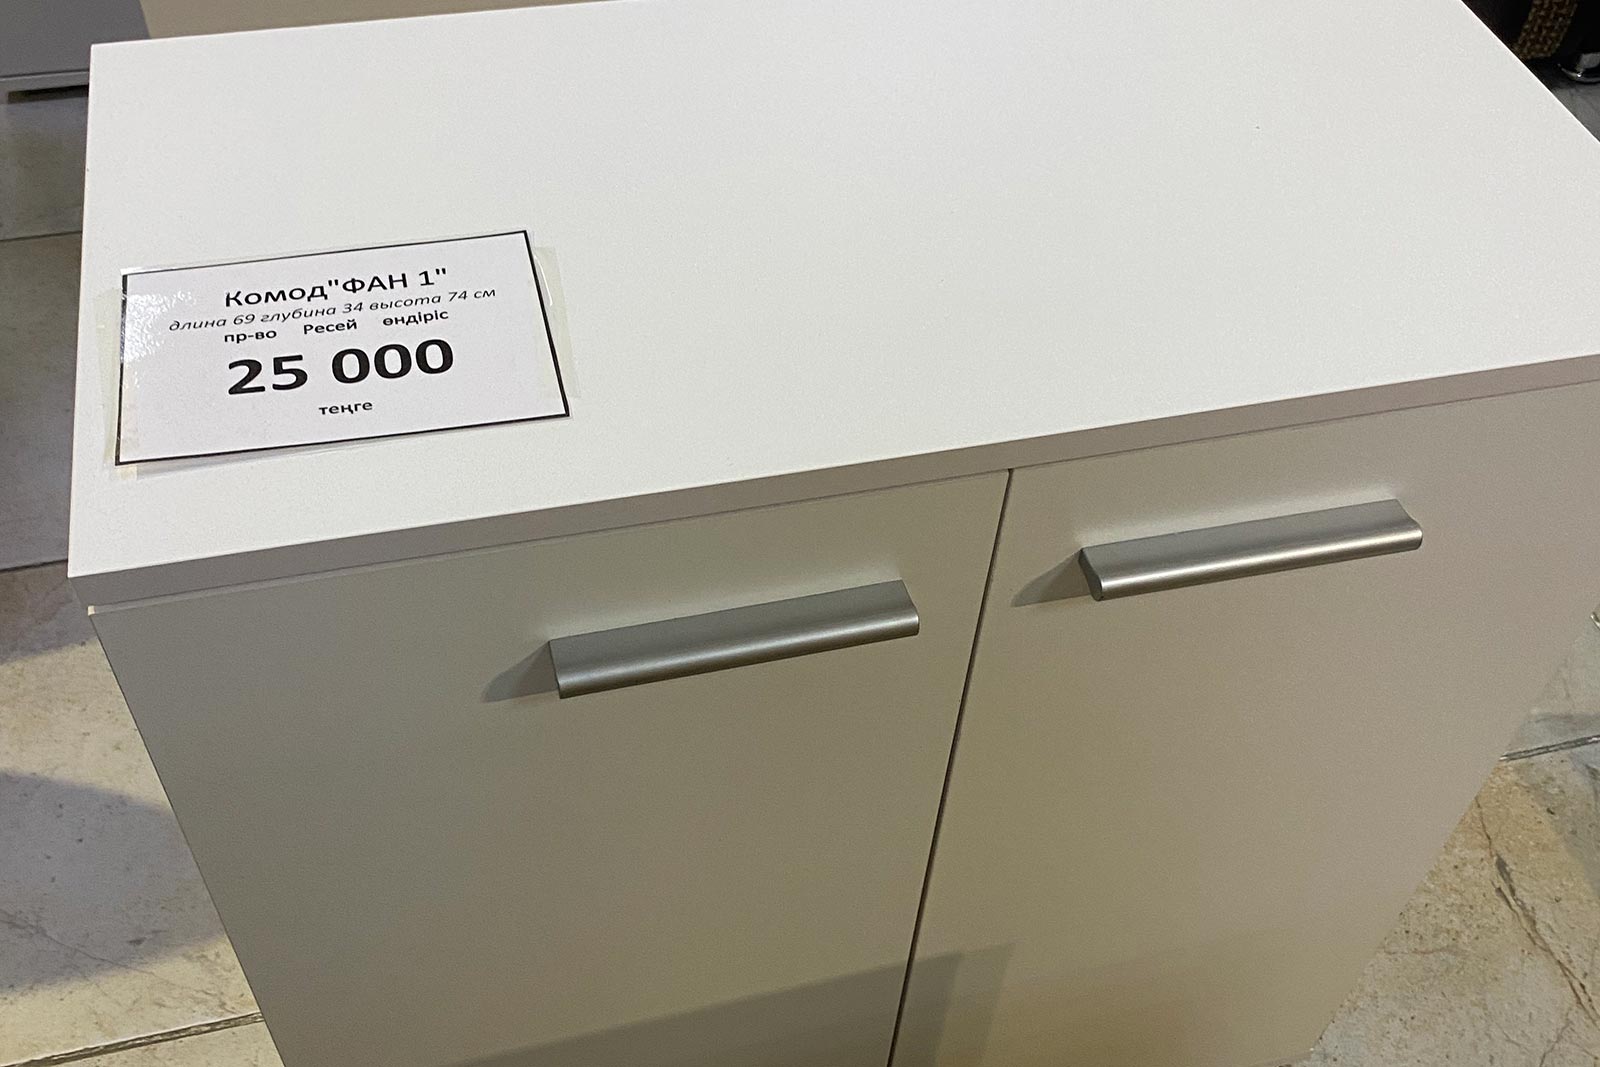 Комод"ФАН 1"
длина 69 глубина 34 высота 74 см
пр-во Ресей өндіріс
25 000
теңге